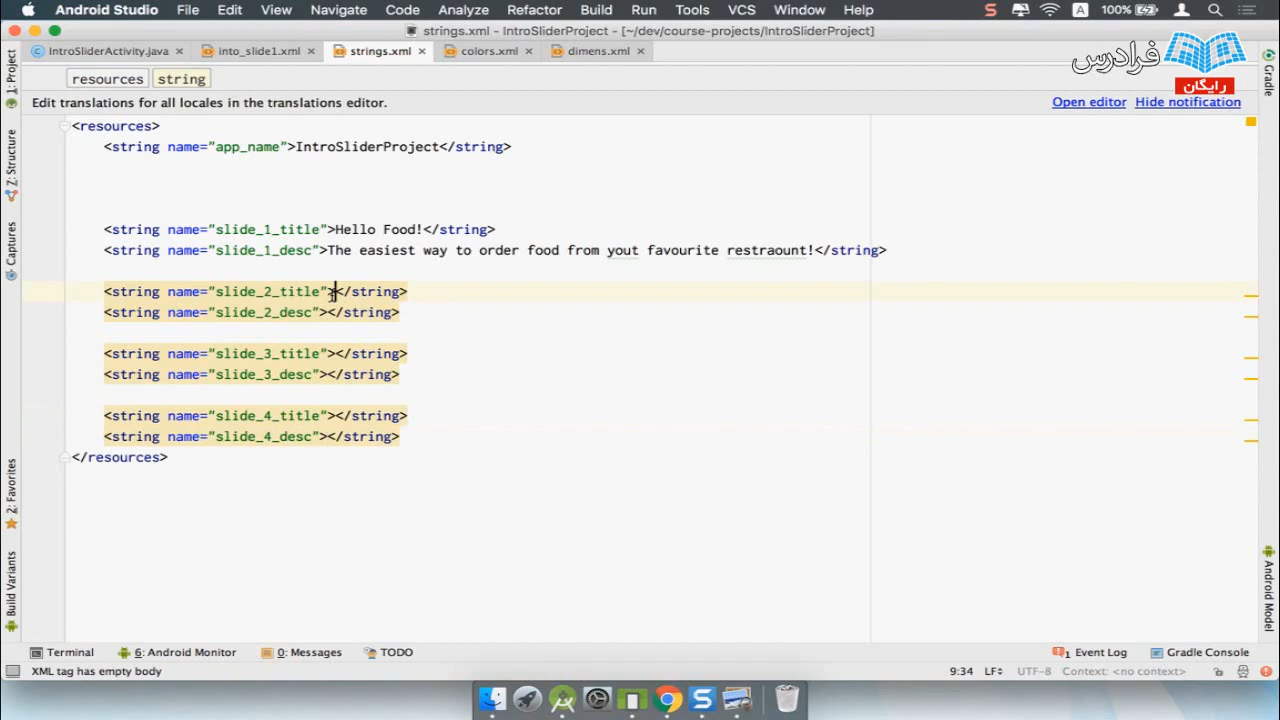 Android Studio File Edit View Navigate Code Analyze Refactor Build Run Tools VCS Window Help 100%
strings.xml - IntroSliderProject - [~/dev/course-projects/IntroSliderProject]
IntroSliderActivity.java into_slide1.xml strings.xml colors.xml dimens.xml
فرادرس
رایگان
resources string
Edit translations for all locales in the translations editor. Open editor Hide notification
1: Project
Z: Structure
Captures
2: Favorites
Build Variants
Gradle
Android Model
<resources>
<string name="app_name">IntroSliderProject</string>
<string name="slide_1_title">Hello Food!</string>
<string name="slide_1_desc">The easiest way to order food from yout favourite restraount!</string>
<string name="slide_2_title"></string>
<string name="slide_2_desc"></string>
<string name="slide_3_title"></string>
<string name="slide_3_desc"></string>
<string name="slide_4_title"></string>
<string name="slide_4_desc"></string>
</resources>
Terminal 6: Android Monitor 0: Messages TODO 1 Event Log Gradle Console
XML tag has empty body 9:34 LF÷ UTF-8 Context: <no context>